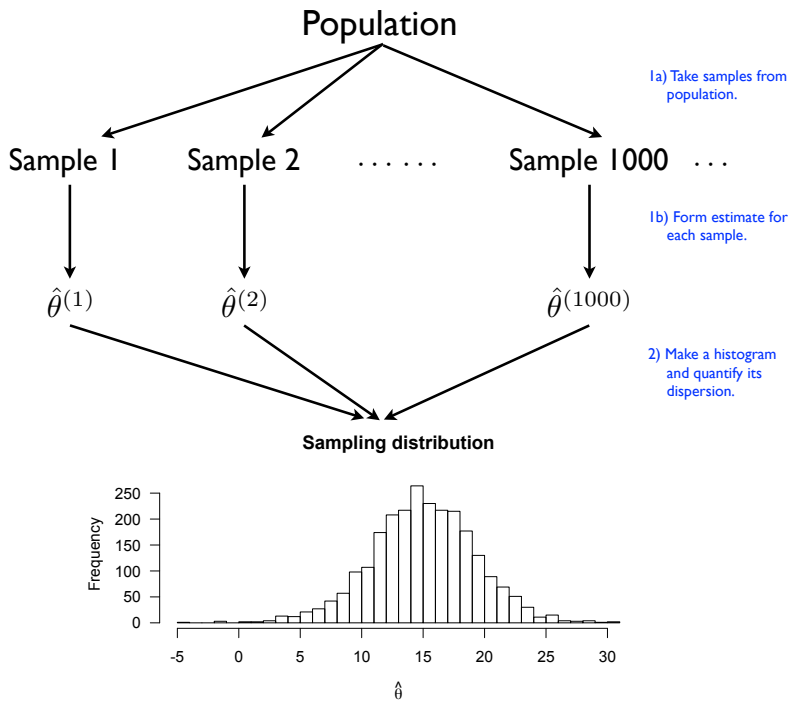 Population
1a) Take samples from
population.
Sample 1 Sample 2 . . . . . . Sample 1000 . . .
1b) Form estimate for
each sample.
θ̂(1) θ̂(2) θ̂(1000)
2) Make a histogram
and quantify its
dispersion.
Sampling distribution
Frequency
250
200
150
100
50
0
-5 0 5 10 15 20 25 30
θ̂